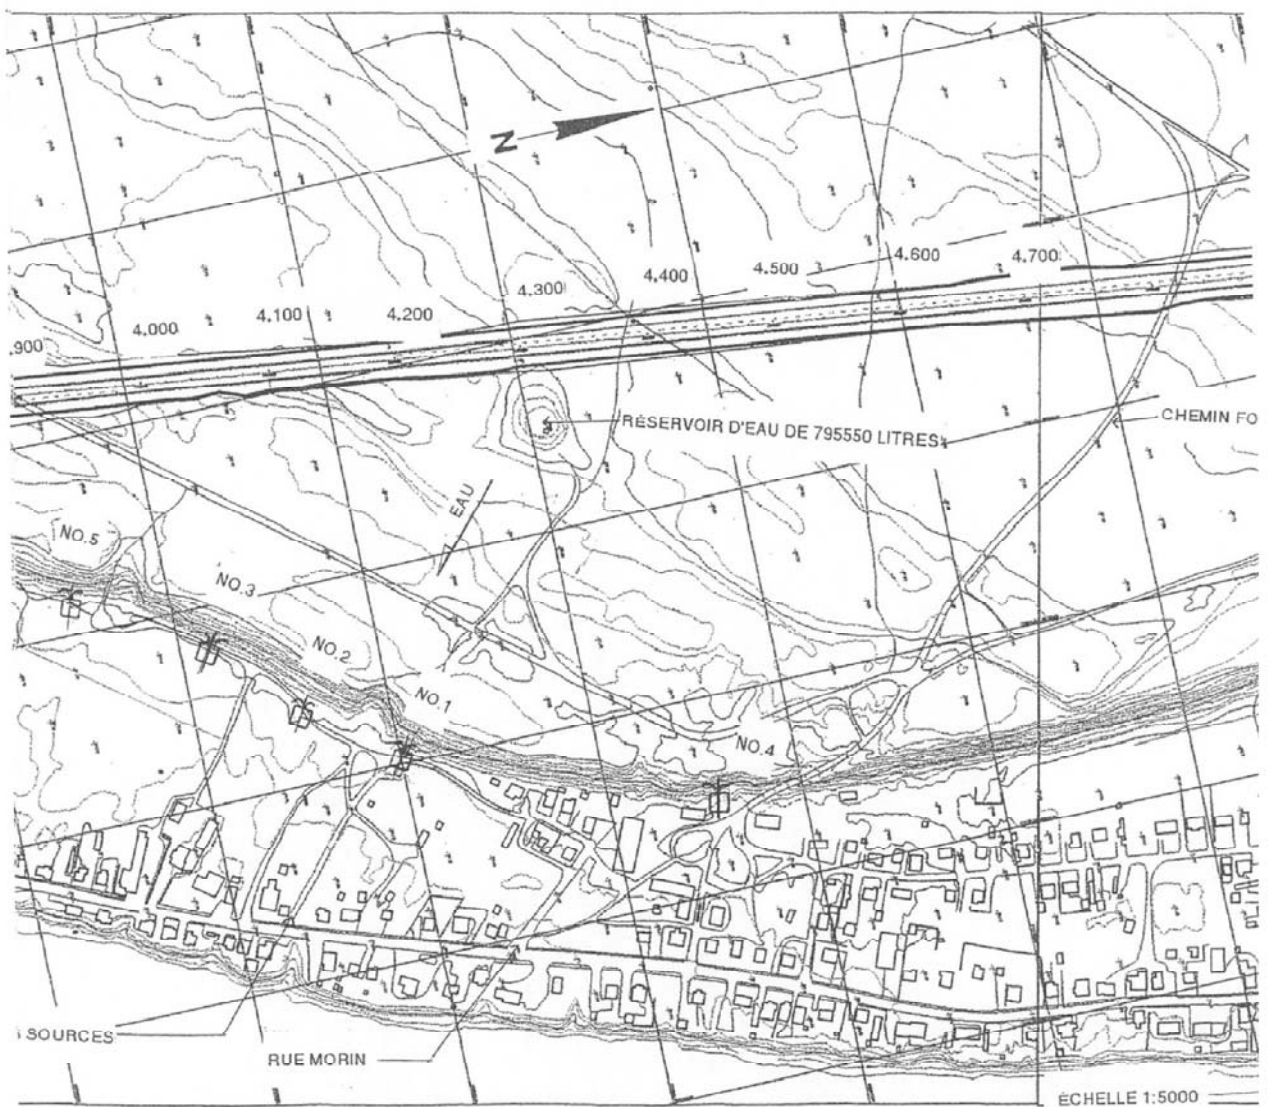 N
4.700
4.600
4.500
4.400
4.300
4.200
4.100
4.000
.900
RÉSERVOIR D'EAU DE 795550 LITRES
CHEMIN FO
EAU
NO.5
NO.3
NO.2
NO.1
NO.4
SOURCES
RUE MORIN
ÉCHELLE 1:5000